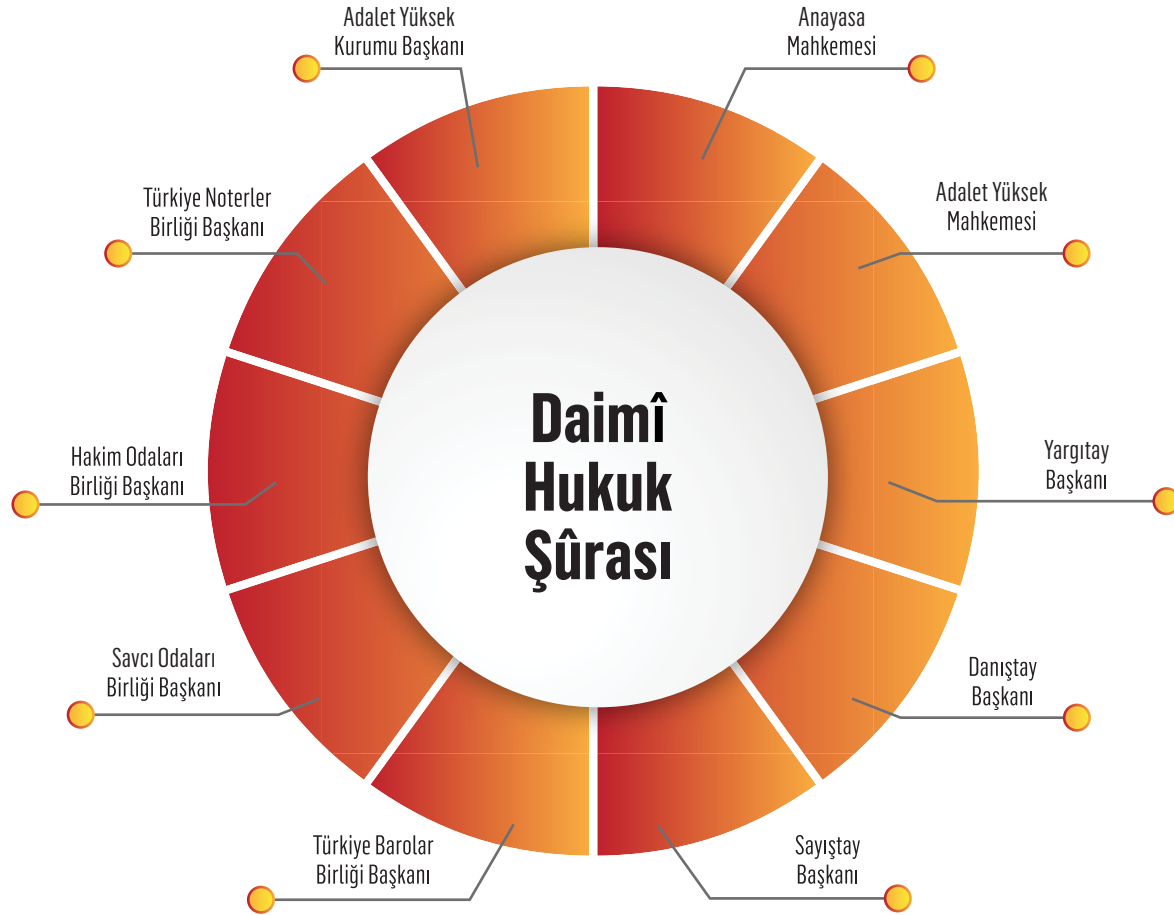 Adalet Yüksek
Kurumu Başkanı
Anayasa
Mahkemesi
Türkiye Noterler
Birliği Başkanı
Adalet Yüksek
Mahkemesi
Daimî
Hukuk
Şûrası
Hakim Odaları
Birliği Başkanı
Yargıtay
Başkanı
Savcı Odaları
Birliği Başkanı
Danıştay
Başkanı
Türkiye Barolar
Birliği Başkanı
Sayıştay
Başkanı